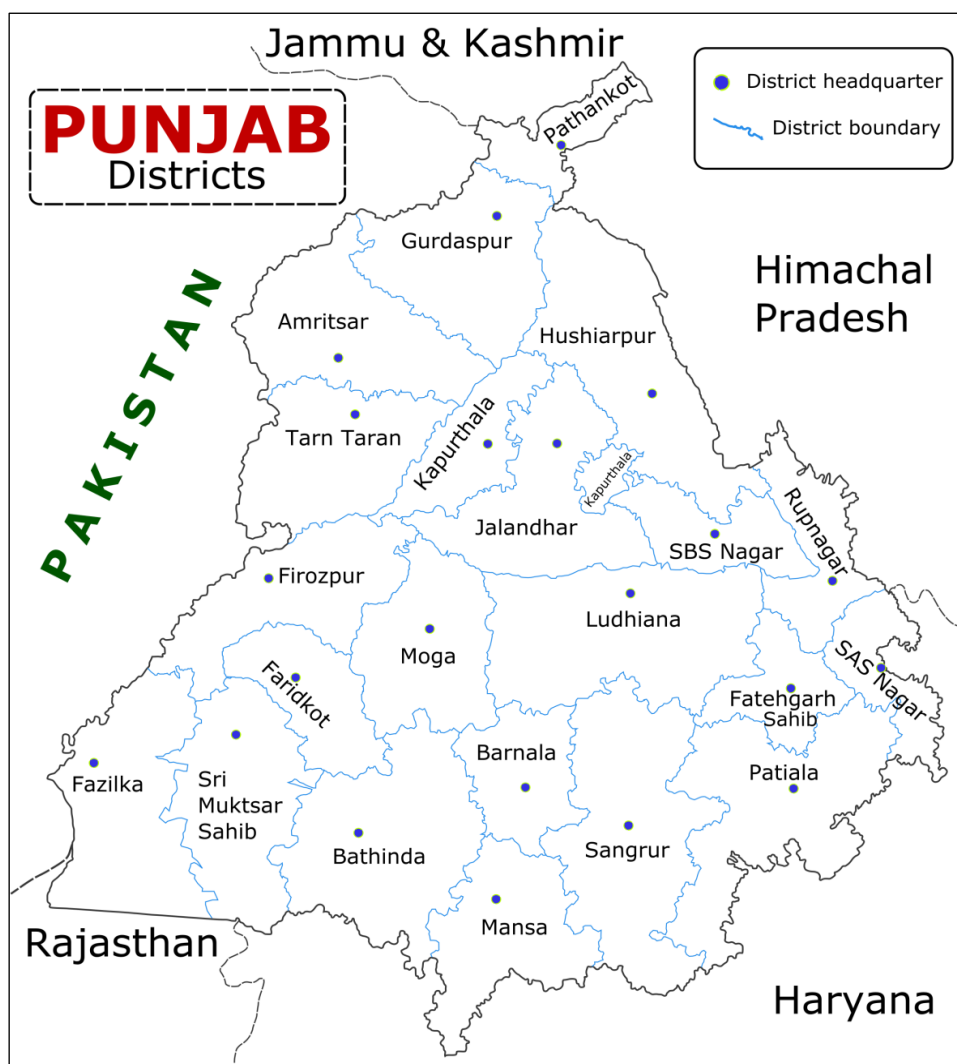 Jammu & Kashmir
PUNJAB
Districts
District headquarter
District boundary
Pathankot
Gurdaspur
Himachal
Pradesh
PAKISTAN
Amritsar
Hushiarpur
Tarn Taran
Kapurthala
Kapurthala
Jalandhar
SBS Nagar
Rupnagar
Firozpur
Ludhiana
Moga
Faridkot
SAS Nagar
Fatehgarh
Sahib
Barnala
Patiala
Fazilka
Sri
Muktsar
Sahib
Bathinda
Sangrur
Mansa
Rajasthan
Haryana